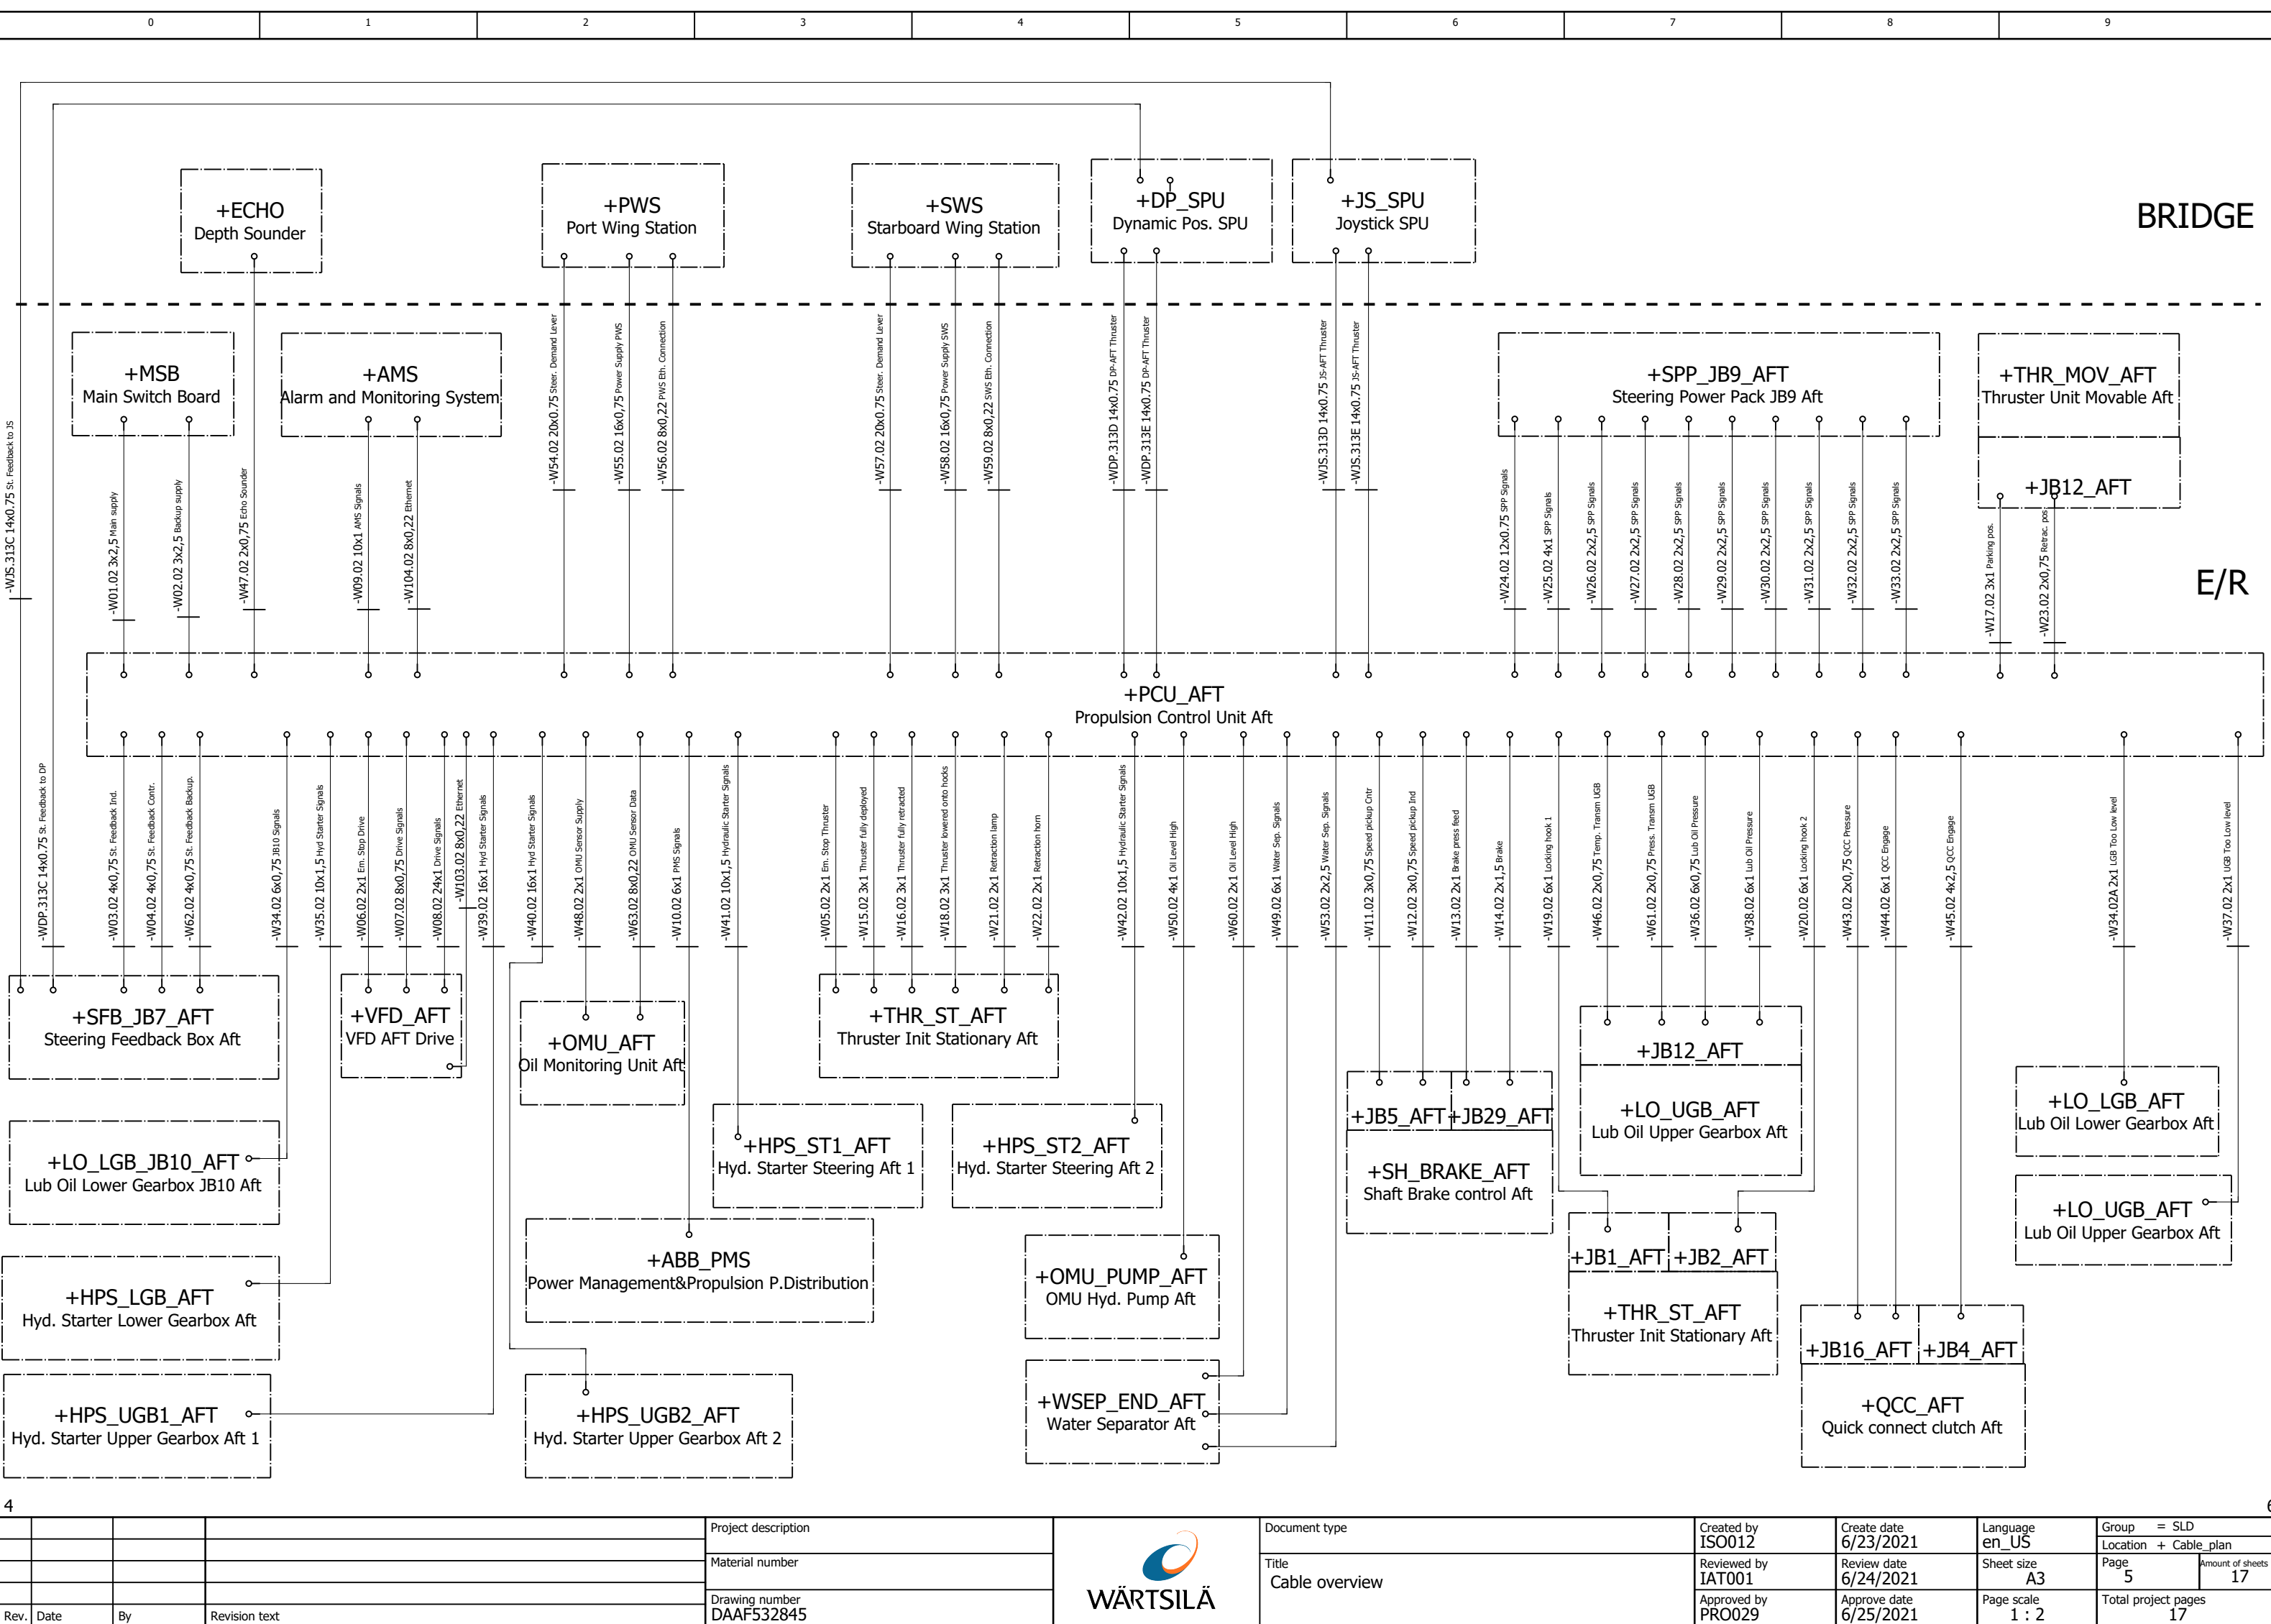 0 1 2 3 4 5 6 7 8 9
+ECHO
Depth Sounder
+PWS
Port Wing Station
+SWS
Starboard Wing Station
+DP_SPU
Dynamic Pos. SPU
+JS_SPU
Joystick SPU
BRIDGE
+MSB
Main Switch Board
+AMS
Alarm and Monitoring System
+SPP_JB9_AFT
Steering Power Pack JB9 Aft
+THR_MOV_AFT
Thruster Unit Movable Aft
+JB12_AFT
E/R
-WJS.313C 14x0.75 St. Feedback to JS
-W01.02 3x2,5 Main supply
-W02.02 3x2,5 Backup supply
-W47.02 2x0,75 Echo Sounder
-W09.02 10x1 AMS Signals
-W104.02 8x0,22 Ethernet
-W54.02 20x0.75 Steer. Demand Lever
-W55.02 16x0,75 Power Supply PWS
-W56.02 8x0,22 PWS Eth. Connection
-W57.02 20x0.75 Steer. Demand Lever
-W58.02 16x0,75 Power Supply SWS
-W59.02 8x0,22 SWS Eth. Connection
-WDP.313D 14x0.75 DP-AFT Thruster
-WDP.313E 14x0.75 DP-AFT Thruster
-WJS.313D 14x0.75 JS-AFT Thruster
-WJS.313E 14x0.75 JS-AFT Thruster
-W24.02 12x0.75 SPP Signals
-W25.02 4x1 SPP Signals
-W26.02 2x2,5 SPP Signals
-W27.02 2x2,5 SPP Signals
-W28.02 2x2,5 SPP Signals
-W29.02 2x2,5 SPP Signals
-W30.02 2x2,5 SPP Signals
-W31.02 2x2,5 SPP Signals
-W32.02 2x2,5 SPP Signals
-W33.02 2x2,5 SPP Signals
-W17.02 3x1 Parking pos.
-W23.02 2x0,75 Retrac. pos.
+PCU_AFT
Propulsion Control Unit Aft
-WDP.313C 14x0.75 St. Feedback to DP
-W03.02 4x0,75 St. Feedback Ind.
-W04.02 4x0,75 St. Feedback Contr.
-W62.02 4x0,75 St. Feedback Backup.
-W34.02 6x0,75 JB10 Signals
-W35.02 10x1,5 Hyd Starter Signals
-W06.02 2x1 Em. Stop Drive
-W07.02 8x0,75 Drive Signals
-W08.02 24x1 Drive Signals
-W103.02 8x0,22 Ethernet
-W39.02 16x1 Hyd Starter Signals
-W40.02 16x1 Hyd Starter Signals
-W48.02 2x1 OMU Sensor Supply
-W63.02 8x0,22 OMU Sensor Data
-W10.02 6x1 PMS Signals
-W41.02 10x1,5 Hydraulic Starter Signals
-W05.02 2x1 Em. Stop Thruster
-W15.02 3x1 Thruster fully deployed
-W16.02 3x1 Thruster fully retracted
-W18.02 3x1 Thruster lowered onto hocks
-W21.02 2x1 Retraction lamp
-W22.02 2x1 Retraction horn
-W42.02 10x1,5 Hydraulic Starter Signals
-W50.02 4x1 Oil Level High
-W60.02 2x1 Oil Level High
-W49.02 6x1 Water Sep. Signals
-W53.02 2x2,5 Water Sep. Signals
-W11.02 3x0,75 Speed pickup Cntr
-W12.02 3x0,75 Speed pickup Ind
-W13.02 2x1 Brake press feed
-W14.02 2x1,5 Brake
-W19.02 6x1 Locking hook 1
-W46.02 2x0,75 Temp. Transm UGB
-W61.02 2x0,75 Press. Transm UGB
-W36.02 6x0,75 Lub Oil Pressure
-W38.02 6x1 Lub Oil Pressure
-W20.02 6x1 Locking hook 2
-W43.02 2x0,75 QCC Pressure
-W44.02 6x1 QCC Engage
-W45.02 4x2,5 QCC Engage
-W34.02A 2x1 LGB Too Low level
-W37.02 2x1 UGB Too Low level
+SFB_JB7_AFT
Steering Feedback Box Aft
+VFD_AFT
VFD AFT Drive
+OMU_AFT
Oil Monitoring Unit Aft
+THR_ST_AFT
Thruster Init Stationary Aft
+JB12_AFT
+LO_UGB_AFT
Lub Oil Upper Gearbox Aft
+LO_LGB_AFT
Lub Oil Lower Gearbox Aft
+JB5_AFT +JB29_AFT
+SH_BRAKE_AFT
Shaft Brake control Aft
+LO_LGB_JB10_AFT
Lub Oil Lower Gearbox JB10 Aft
+HPS_ST1_AFT
Hyd. Starter Steering Aft 1
+HPS_ST2_AFT
Hyd. Starter Steering Aft 2
+LO_UGB_AFT
Lub Oil Upper Gearbox Aft
+ABB_PMS
Power Management&Propulsion P.Distribution
+OMU_PUMP_AFT
OMU Hyd. Pump Aft
+JB1_AFT +JB2_AFT
+THR_ST_AFT
Thruster Init Stationary Aft
+HPS_LGB_AFT
Hyd. Starter Lower Gearbox Aft
+JB16_AFT +JB4_AFT
+QCC_AFT
Quick connect clutch Aft
+HPS_UGB1_AFT
Hyd. Starter Upper Gearbox Aft 1
+HPS_UGB2_AFT
Hyd. Starter Upper Gearbox Aft 2
+WSEP_END_AFT
Water Separator Aft
4
6
Rev. Date By Revision text
Project description
Material number
Drawing number
DAAF532845
WÄRTSILÄ
Document type
Title
Cable overview
Created by
ISO012
Reviewed by
IAT001
Approved by
PRO029
Create date
6/23/2021
Review date
6/24/2021
Approve date
6/25/2021
Language
en_US
Sheet size
A3
Page scale
1 : 2
Group = SLD
Location + Cable_plan
Page
5
Amount of sheets
17
Total project pages
17